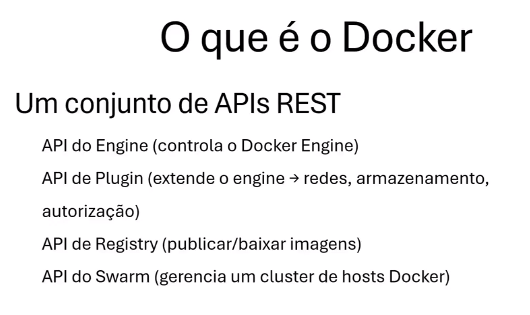 O que é o Docker
Um conjunto de APIs REST
API do Engine (controla o Docker Engine)
API de Plugin (extende o engine → redes, armazenamento,
autorização)
API de Registry (publicar/baixar imagens)
API do Swarm (gerencia um cluster de hosts Docker)